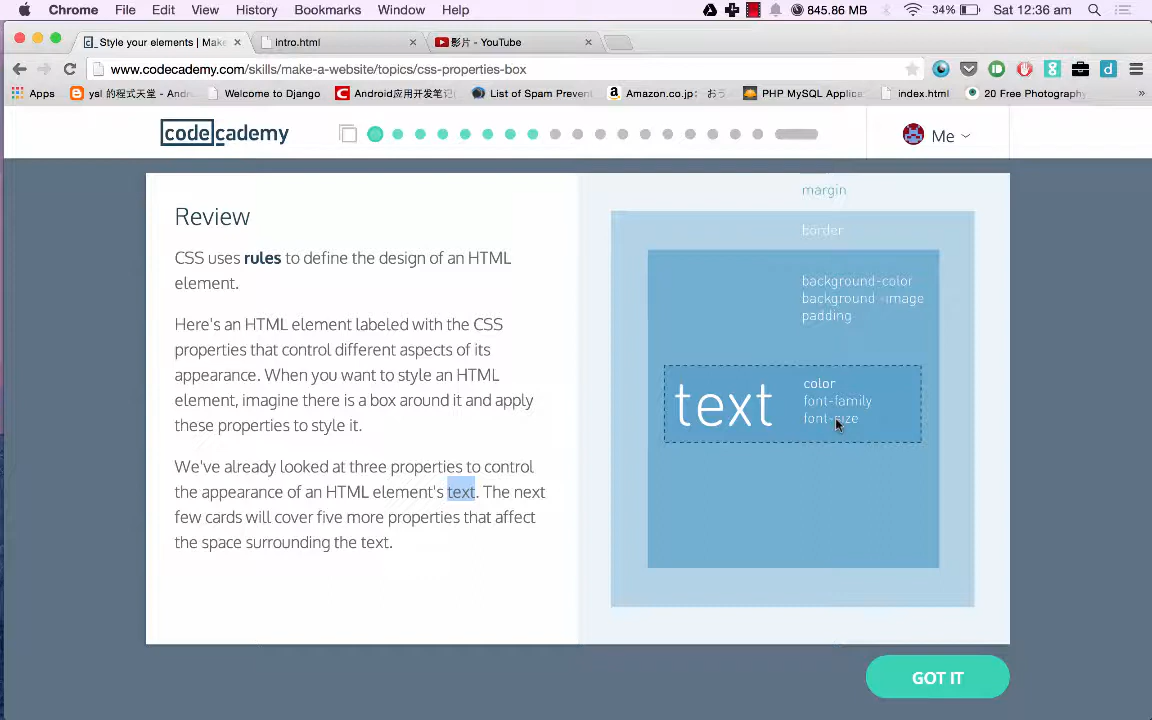 Chrome File Edit View History Bookmarks Window Help 845.86 MB 34% Sat 12:36 am
Style your elements | Make intro.html 影片 - YouTube
www.codecademy.com/skills/make-a-website/topics/css-properties-box
Apps ysl 的程式天堂 - Andr Welcome to Django Android应用开发笔记( List of Spam Prevent Amazon.co.jp: おう PHP MySQL Applica index.html 20 Free Photography »
codecademy Me
Review
CSS uses rules to define the design of an HTML
element.
Here's an HTML element labeled with the CSS
properties that control different aspects of its
appearance. When you want to style an HTML
element, imagine there is a box around it and apply
these properties to style it.
We've already looked at three properties to control
the appearance of an HTML element's text. The next
few cards will cover five more properties that affect
the space surrounding the text.
margin
border
background-color
background -image
padding
text
color
font-family
font-size
GOT IT